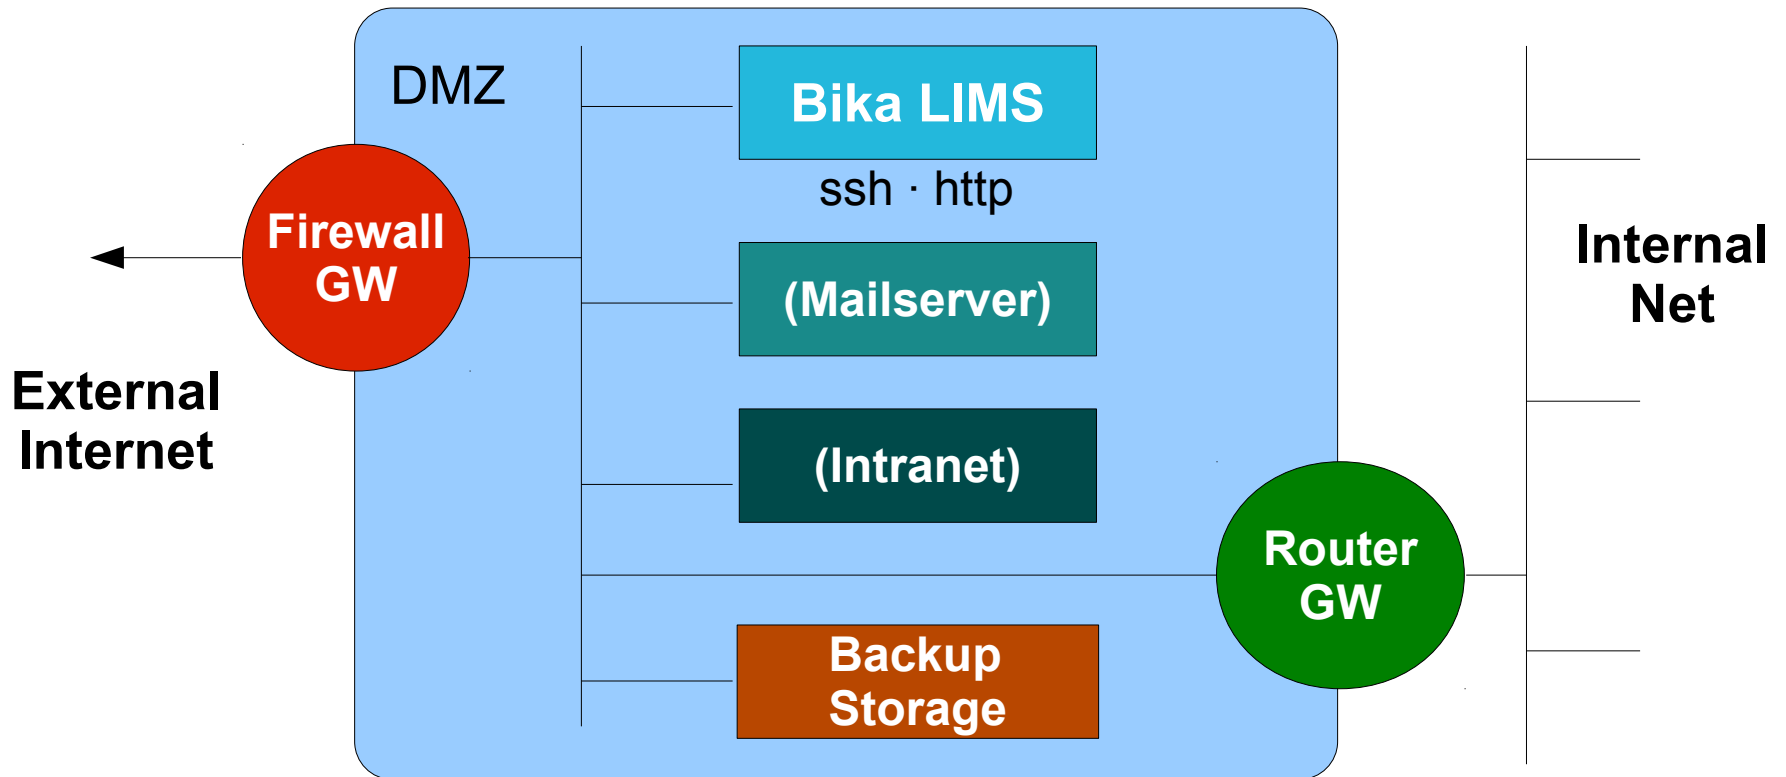 DMZ
Bika LIMS
ssh · http
Firewall
GW
(Mailserver)
Internal
Net
External
Internet
(Intranet)
Router
GW
Backup
Storage